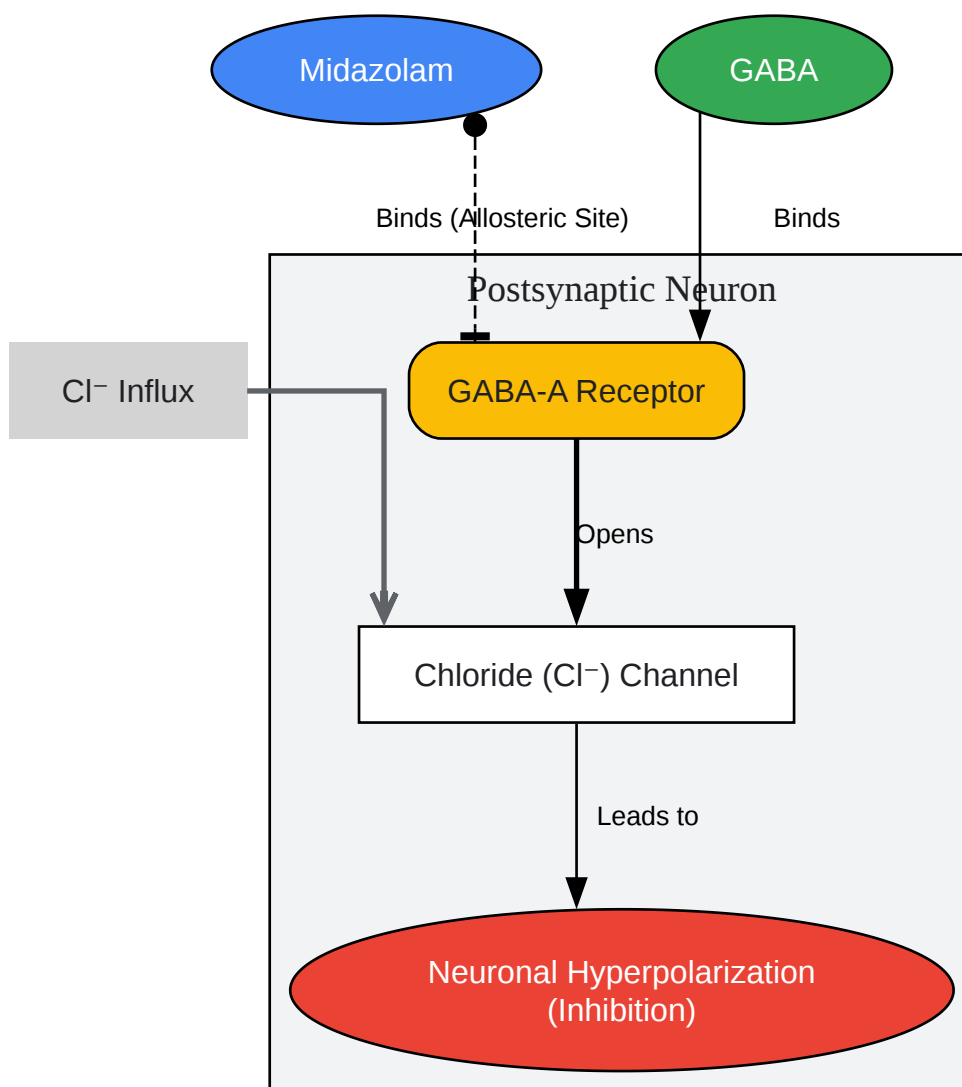 Midazolam
GABA
Binds (Allosteric Site)
Binds
Postsynaptic Neuron
Cl⁻ Influx
GABA-A Receptor
Opens
Chloride (Cl⁻) Channel
Leads to
Neuronal Hyperpolarization
(Inhibition)